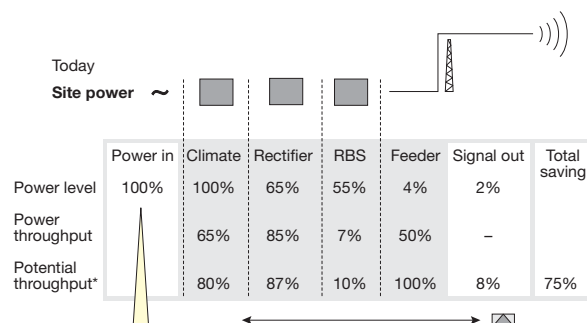 Today
Site power ~
Power in Climate Rectifier RBS Feeder Signal out Total saving
Power level 100% 100% 65% 55% 4% 2%
Power throughput 65% 85% 7% 50% –
Potential throughput* 80% 87% 10% 100% 8% 75%